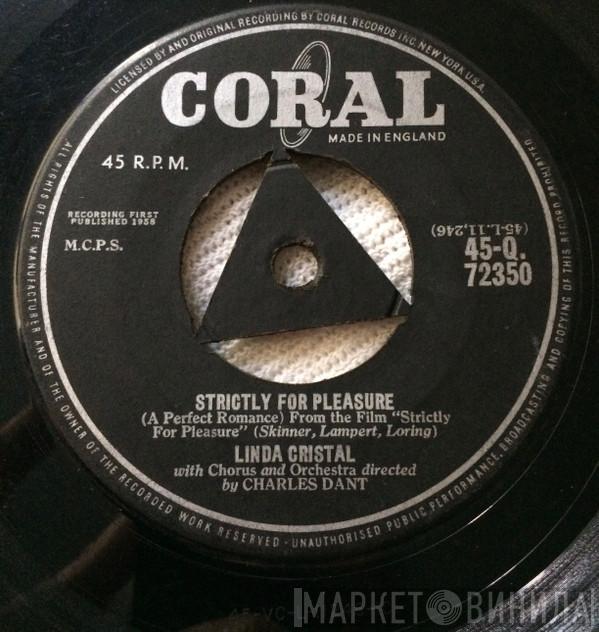 LICENSED BY AND ORIGINAL RECORDING BY CORAL RECORDS INC. NEW YORK U.S.A.
CORAL
MADE IN ENGLAND
45 R.P.M.
RECORDING FIRST
PUBLISHED 1958
M.C.P.S.
(45-L.11,246)
45-Q.
72350
STRICTLY FOR PLEASURE
(A Perfect Romance) From the Film "Strictly
For Pleasure" (Skinner, Lampert, Loring)
LINDA CRISTAL
with Chorus and Orchestra directed
by CHARLES DANT
ALL RIGHTS OF THE MANUFACTURER AND OF THE OWNER OF THE RECORDED WORK RESERVED - UNAUTHORISED PUBLIC PERFORMANCE, BROADCASTING AND COPYING OF THIS RECORD PROHIBITED
МАРКЕТ ВИНИЛА